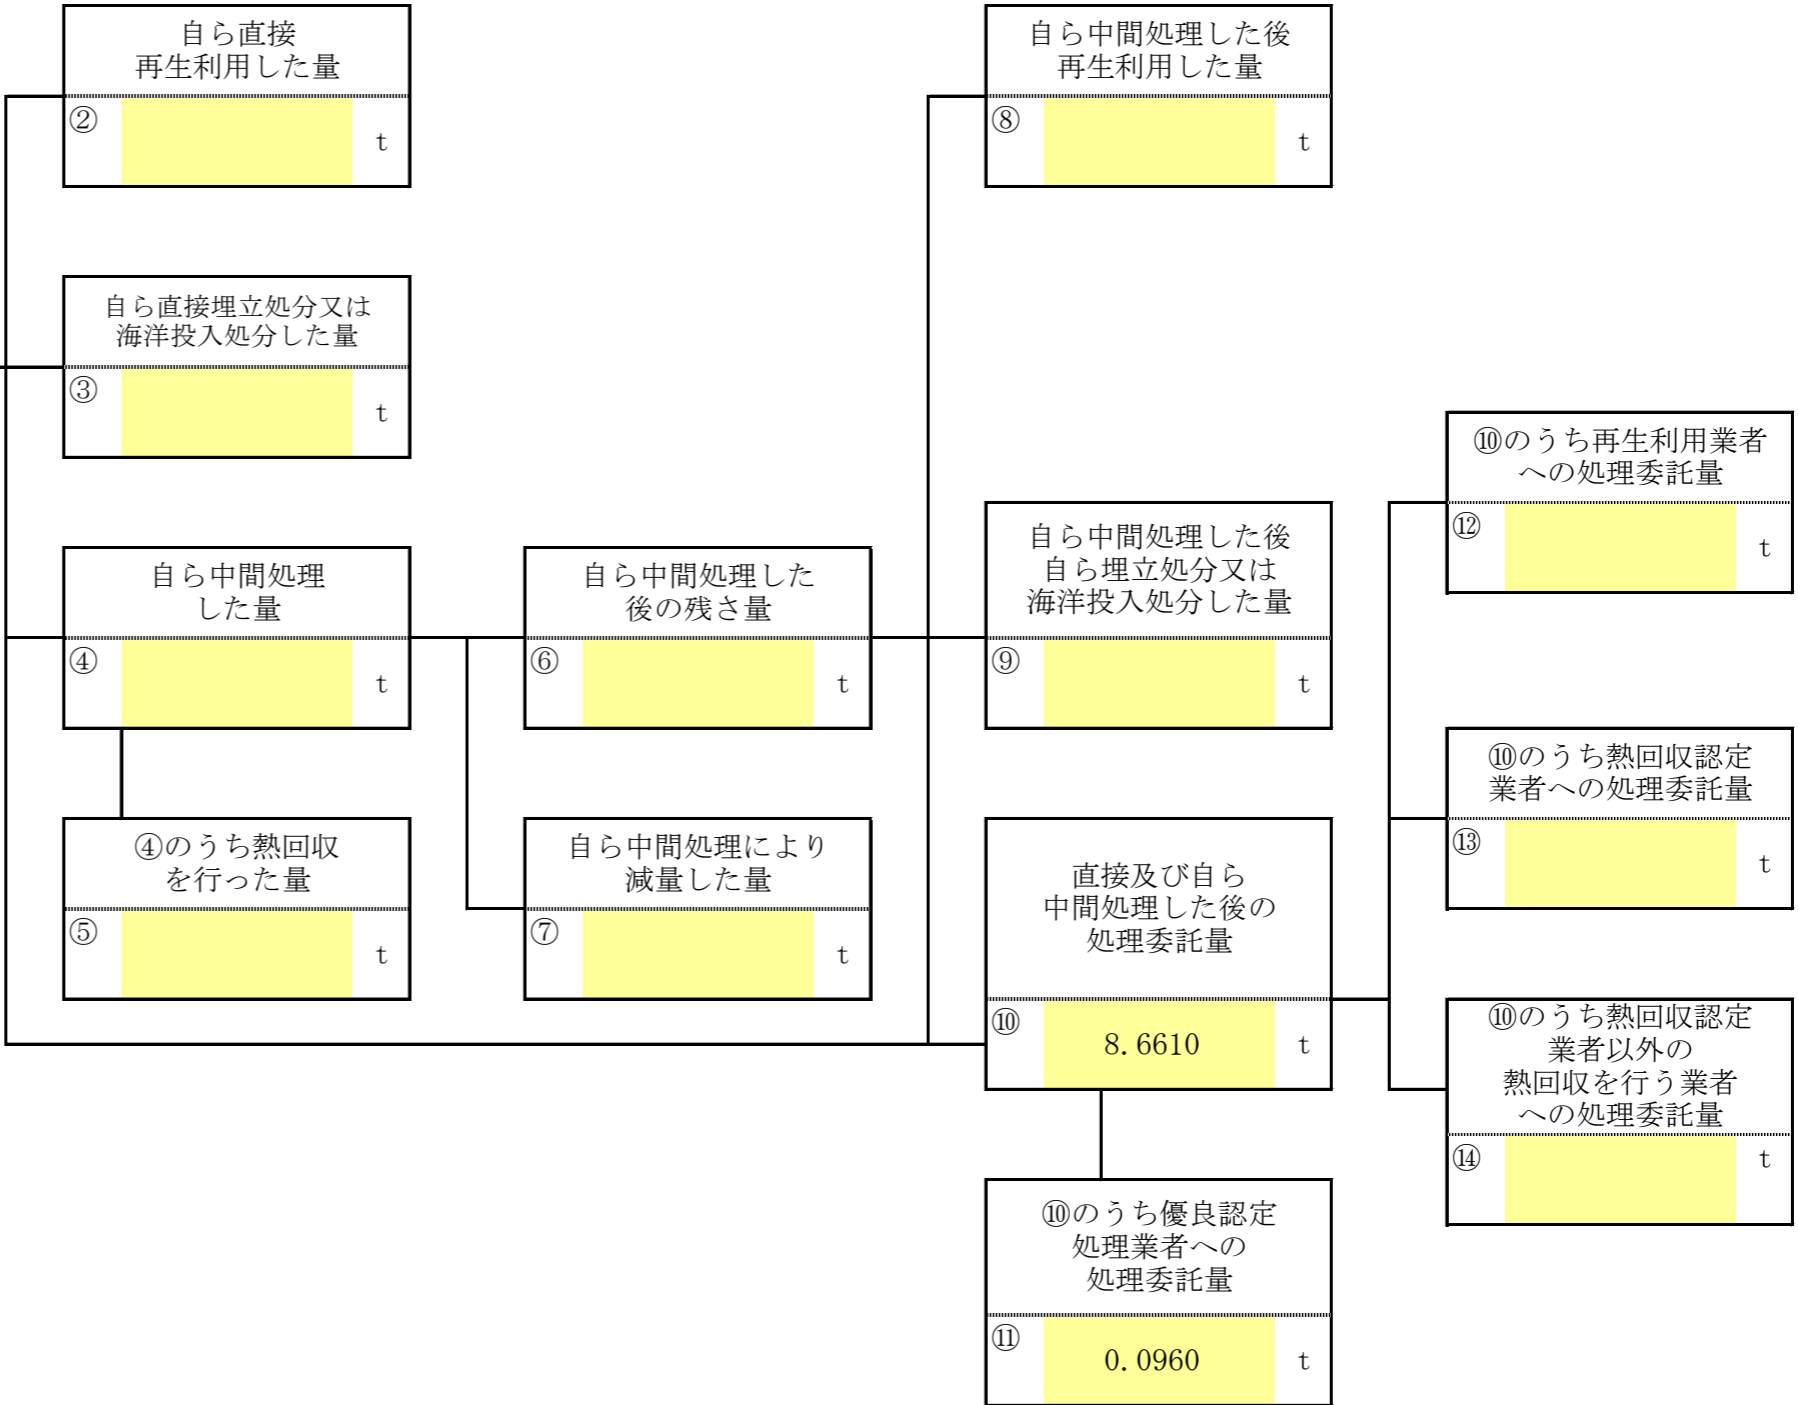 自ら直接
再生利用した量
②
t
自ら中間処理した後
再生利用した量
⑧
t
自ら直接埋立処分又は
海洋投入処分した量
③
t
⑩のうち再生利用業者
への処理委託量
⑫
t
自ら中間処理
した量
④
t
自ら中間処理した
後の残さ量
⑥
t
自ら中間処理した後
自ら埋立処分又は
海洋投入処分した量
⑨
t
⑩のうち熱回収認定
業者への処理委託量
⑬
t
④のうち熱回収
を行った量
⑤
t
自ら中間処理により
減量した量
⑦
t
直接及び自ら
中間処理した後の
処理委託量
⑩
8.6610
t
⑩のうち熱回収認定
業者以外の
熱回収を行う業者
への処理委託量
⑭
t
⑩のうち優良認定
処理業者への
処理委託量
⑪
0.0960
t